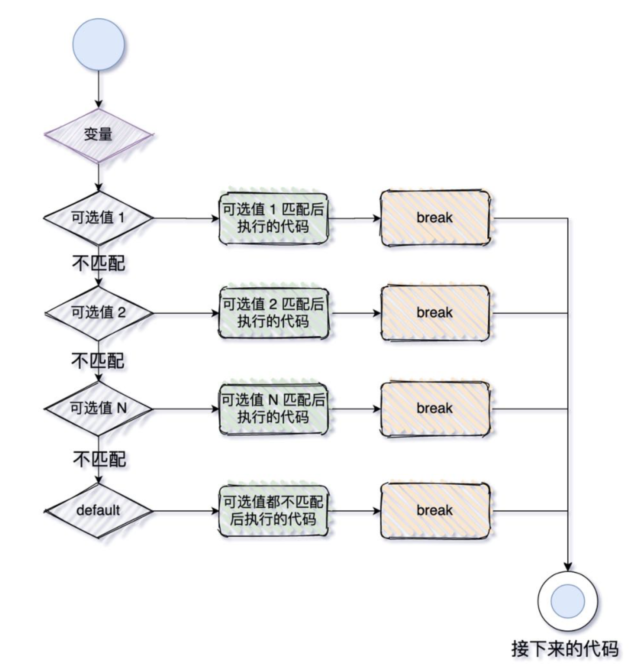 变量
可选值 1
可选值 1 匹配后
执行的代码
break
不匹配
可选值 2
可选值 2 匹配后
执行的代码
break
不匹配
可选值 N
可选值 N 匹配后
执行的代码
break
不匹配
default
可选值都不匹配
后执行的代码
break
接下来的代码